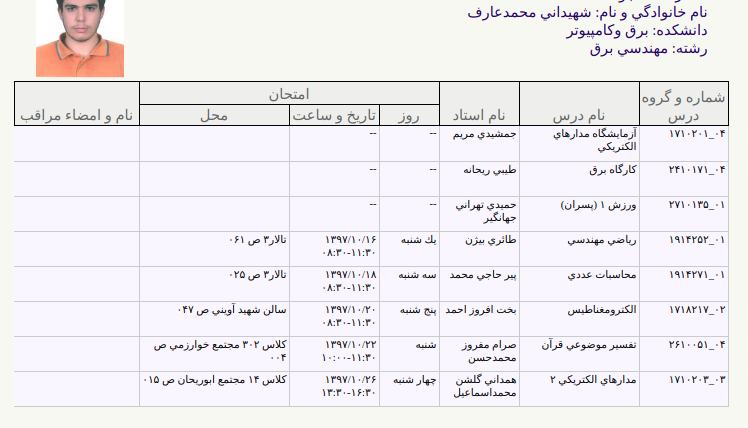 نام خانوادگي و نام: شهيداني محمدعارف
دانشكده: برق وكامپيوتر
رشته: مهندسي برق
شماره و گروه درس نام درس نام استاد امتحان نام و امضاء مراقب
روز تاريخ و ساعت محل
۱۷۱۰۲۰۱_۰۴ آزمايشگاه مدارهاي الكتريكي جمشيدي مريم -- --
۲۴۱۰۱۷۱_۰۴ كارگاه برق طيبي ريحانه -- --
۲۷۱۰۱۳۵_۰۱ ورزش ۱ (پسران) حميدي تهراني جهانگير -- --
۱۹۱۴۲۵۲_۰۱ رياضي مهندسي طائري بيژن يك شنبه ۱۳۹۷/۱۰/۱۶ ۰۸:۳۰-۱۱:۳۰ تالار۳ ص ۰۶۱
۱۹۱۴۲۷۱_۰۱ محاسبات عددي پير حاجي محمد سه شنبه ۱۳۹۷/۱۰/۱۸ ۰۸:۳۰-۱۱:۳۰ تالار۳ ص ۰۲۵
۱۷۱۸۲۱۷_۰۲ الكترومغناطيس بخت افروز احمد پنج شنبه ۱۳۹۷/۱۰/۲۰ ۰۸:۳۰-۱۱:۳۰ سالن شهيد آويني ص ۰۴۷
۲۶۱۰۰۵۱_۰۴ تفسير موضوعي قرآن صرام مفروز محمدحسن شنبه ۱۳۹۷/۱۰/۲۲ ۱۰:۰۰-۱۱:۳۰ كلاس ۳۰۲ مجتمع خوارزمي ص ۰۰۴
۱۷۱۰۲۰۳_۰۳ مدارهاي الكتريكي ۲ همداني گلشن محمداسماعيل چهار شنبه ۱۳۹۷/۱۰/۲۶ ۱۳:۳۰-۱۶:۳۰ كلاس ۱۴ مجتمع ابوريحان ص ۰۱۵